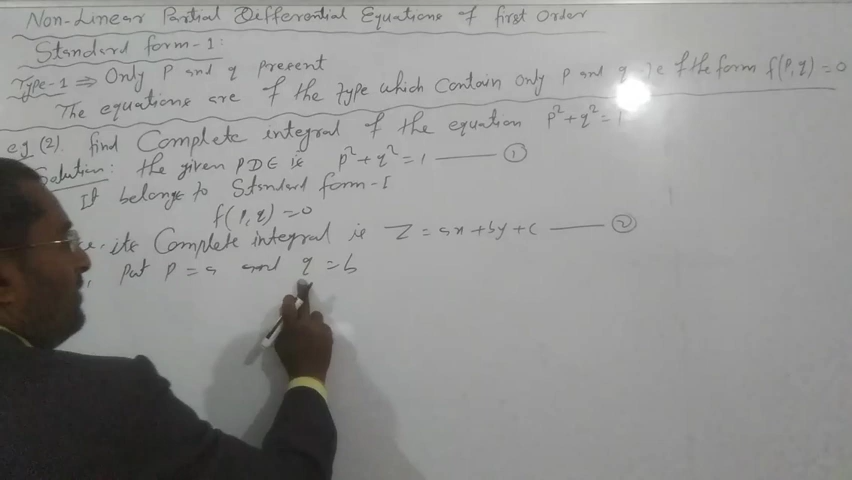 Non-Linear Partial Differential Equations of first Order
Standard form-1:
Type-1 ⇒ Only P and q present
The equations are of the type which contain only P and q ie of the form f(P,q) = 0
eg (2). find Complete integral of the equation p²+q²=1
Solution: the given PDE is p²+q²=1 —— ①
It belongs to Standard form-I
f(P,q)=0
its Complete integral is Z = ax+by+c —— ②
Put P=a and q=b